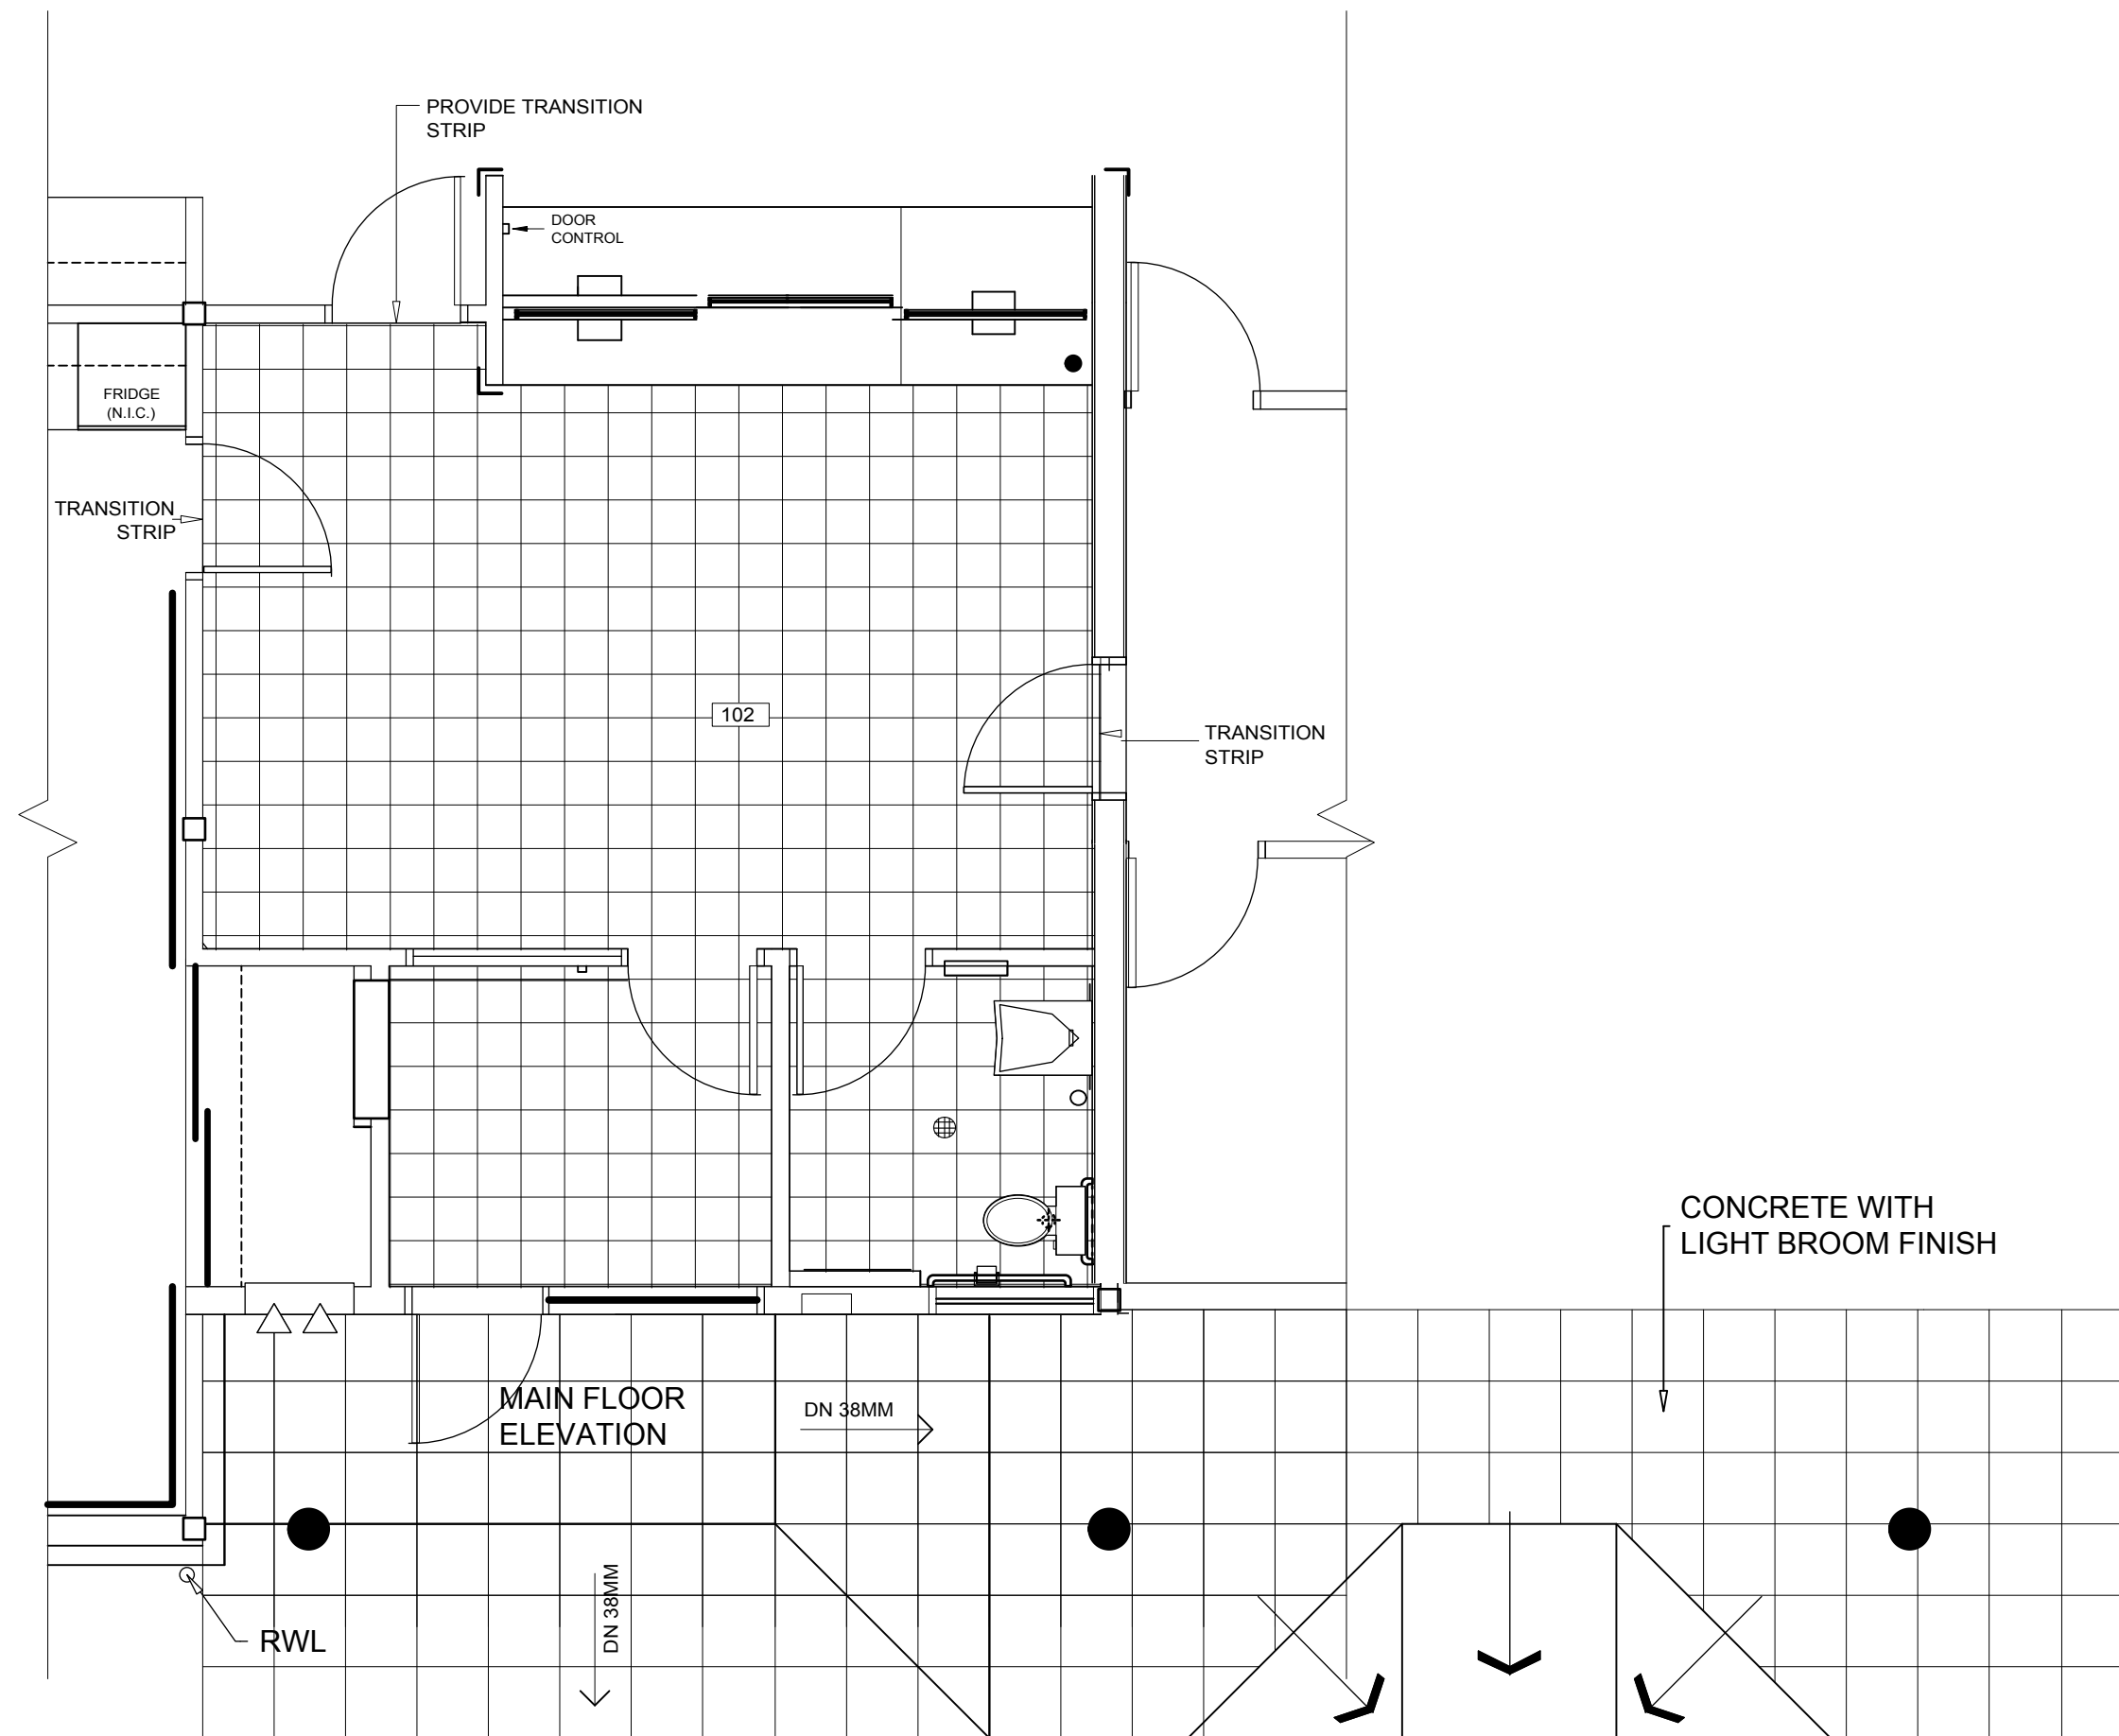 PROVIDE TRANSITION
STRIP
DOOR
CONTROL
FRIDGE
(N.I.C.)
TRANSITION
STRIP
102
TRANSITION
STRIP
CONCRETE WITH
LIGHT BROOM FINISH
MAIN FLOOR
ELEVATION
DN 38MM
DN 38MM
RWL